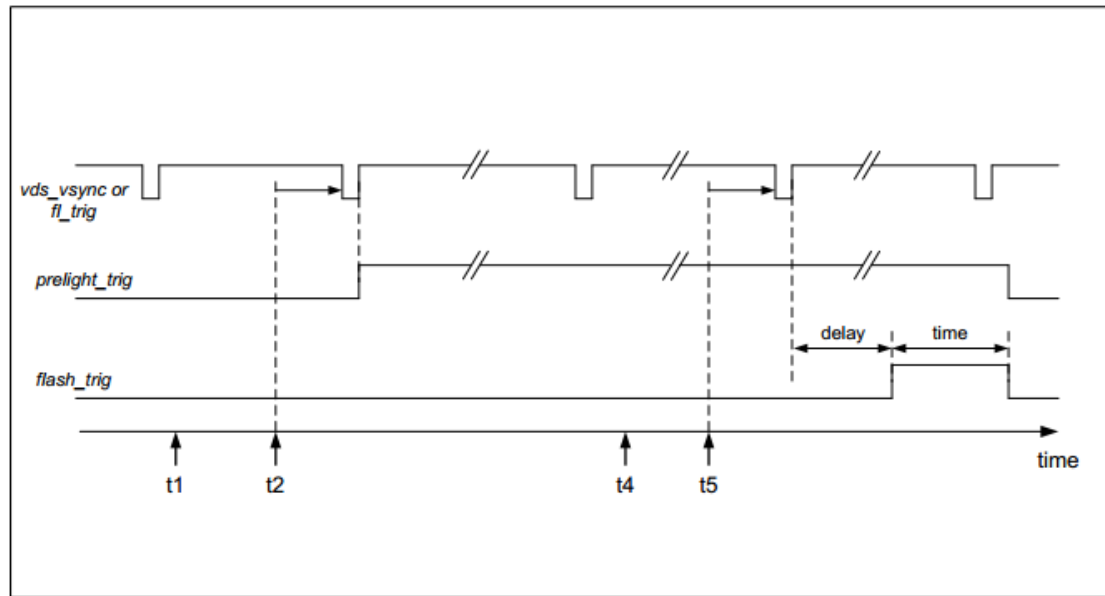 vds_vsync or
fl_trig
prelight_trig
delay
time
flash_trig
time
t1
t2
t4
t5